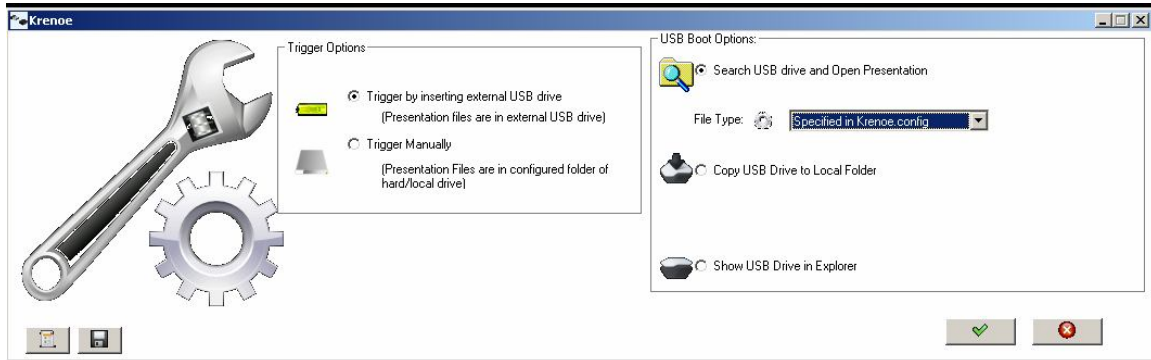 Krenoe
Trigger Options
Trigger by inserting external USB drive
(Presentation files are in external USB drive)
Trigger Manually
(Presentation Files are in configured folder of
hard/local drive)
USB Boot Options:
Search USB drive and Open Presentation
File Type:
Specified in Krenoe.config
Copy USB Drive to Local Folder
Show USB Drive in Explorer